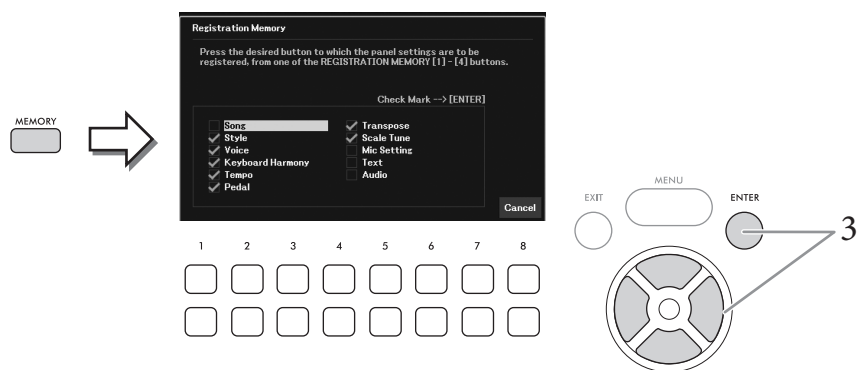 Registration Memory
Press the desired button to which the panel settings are to be
registered, from one of the REGISTRATION MEMORY [1] - [4] buttons.
Check Mark --> [ENTER]
MEMORY
Song
Transpose
Style
Scale Tune
Voice
Mic Setting
Keyboard Harmony
Text
Tempo
Audio
Pedal
Cancel
EXIT
MENU
ENTER
3
1 2 3 4 5 6 7 8